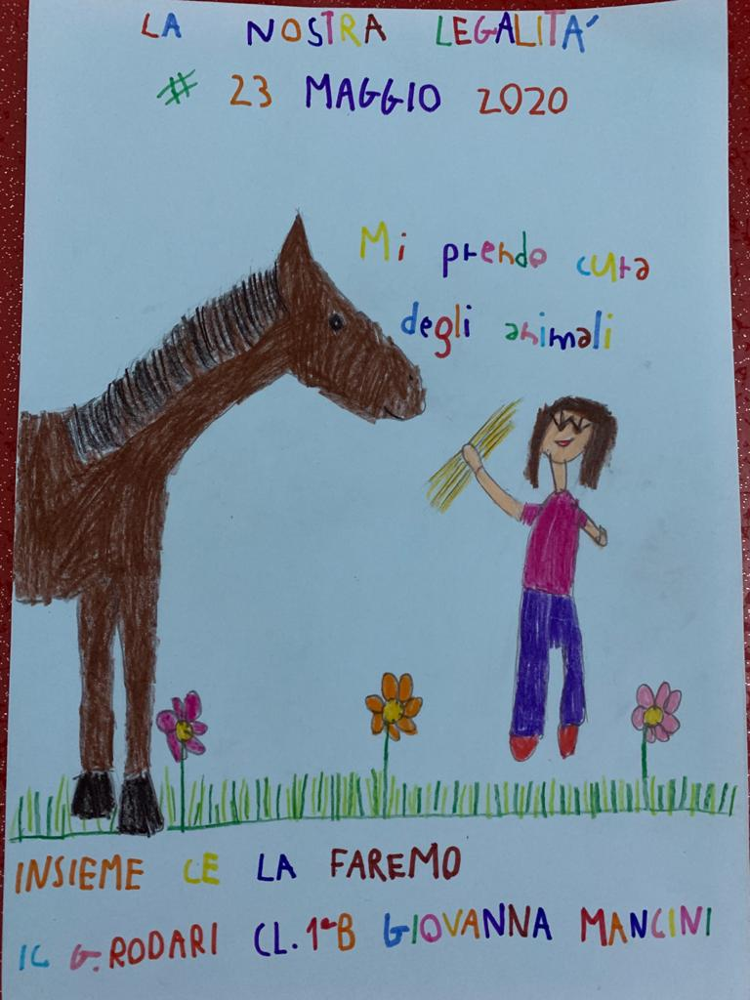 LA NOSTRA LEGALITÀ
# 23 MAGGIO 2020
Mi prendo cura
degli animali
INSIEME CE LA FAREMO
IC G. RODARI CL. 1ªB GIOVANNA MANCINI